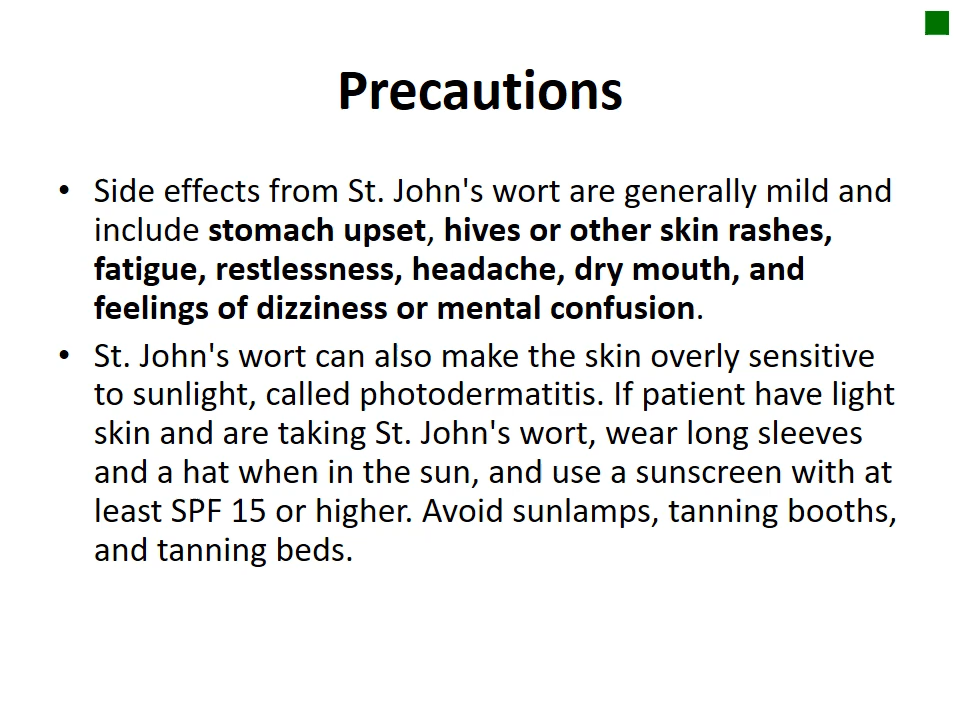 Precautions
• Side effects from St. John's wort are generally mild and
include stomach upset, hives or other skin rashes,
fatigue, restlessness, headache, dry mouth, and
feelings of dizziness or mental confusion.
• St. John's wort can also make the skin overly sensitive
to sunlight, called photodermatitis. If patient have light
skin and are taking St. John's wort, wear long sleeves
and a hat when in the sun, and use a sunscreen with at
least SPF 15 or higher. Avoid sunlamps, tanning booths,
and tanning beds.